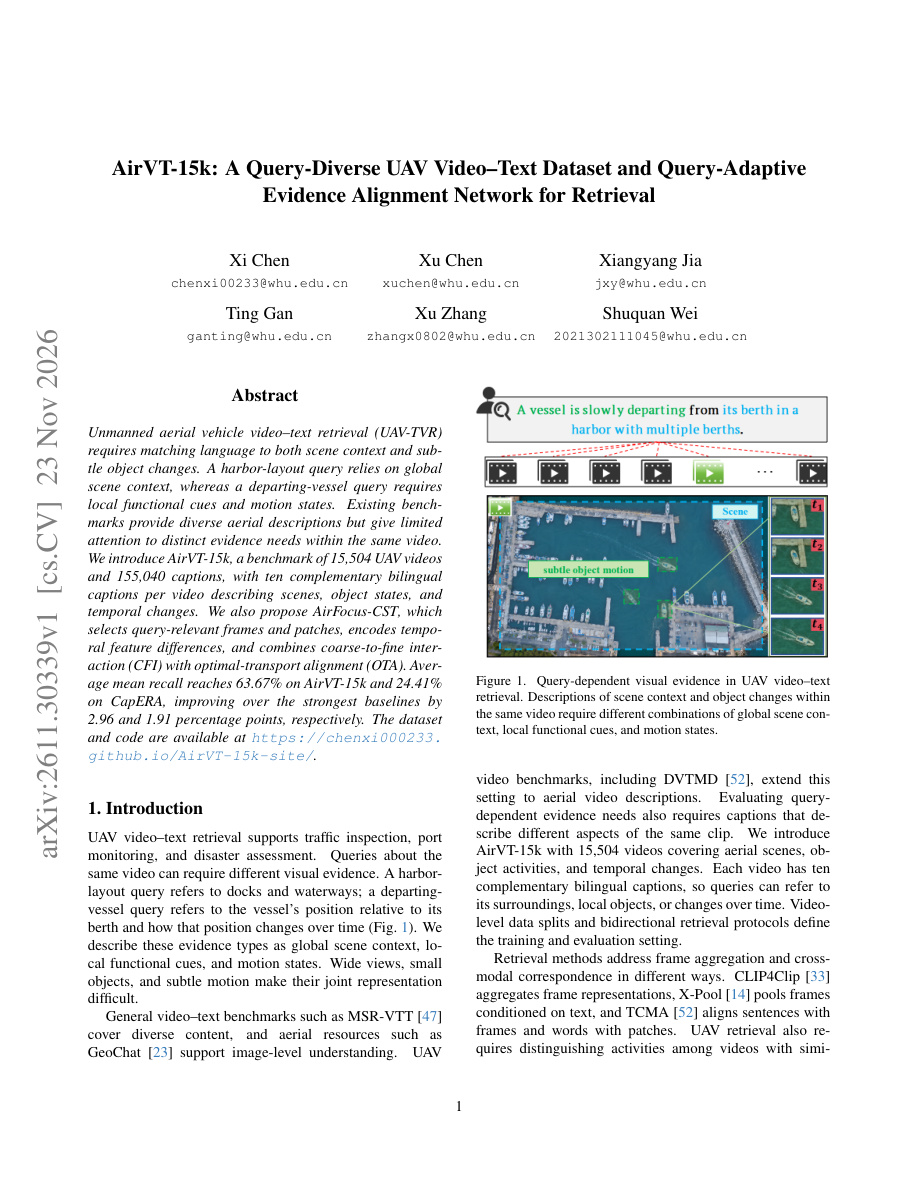 AirVT-15k: A Query-Diverse UAV Video–Text Dataset and Query-Adaptive
Evidence Alignment Network for Retrieval
Xi Chen
chenxi00233@whu.edu.cn
Xu Chen
xuchen@whu.edu.cn
Xiangyang Jia
jxy@whu.edu.cn
Ting Gan
ganting@whu.edu.cn
Xu Zhang
zhangx0802@whu.edu.cn
Shuquan Wei
2021302111045@whu.edu.cn
arXiv:2611.30339v1 [cs.CV] 23 Nov 2026
Abstract
Unmanned aerial vehicle video–text retrieval (UAV-TVR)
requires matching language to both scene context and sub-
tle object changes. A harbor-layout query relies on global
scene context, whereas a departing-vessel query requires
local functional cues and motion states. Existing bench-
marks provide diverse aerial descriptions but give limited
attention to distinct evidence needs within the same video.
We introduce AirVT-15k, a benchmark of 15,504 UAV videos
and 155,040 captions, with ten complementary bilingual
captions per video describing scenes, object states, and
temporal changes. We also propose AirFocus-CST, which
selects query-relevant frames and patches, encodes tempo-
ral feature differences, and combines coarse-to-fine inter-
action (CFI) with optimal-transport alignment (OTA). Aver-
age mean recall reaches 63.67% on AirVT-15k and 24.41%
on CapERA, improving over the strongest baselines by
2.96 and 1.91 percentage points, respectively. The dataset
and code are available at https://chenxi000233.
github.io/AirVT-15k-site/.
1. Introduction
UAV video–text retrieval supports traffic inspection, port
monitoring, and disaster assessment. Queries about the
same video can require different visual evidence. A harbor-
layout query refers to docks and waterways; a departing-
vessel query refers to the vessel's position relative to its
berth and how that position changes over time (Fig. 1). We
describe these evidence types as global scene context, lo-
cal functional cues, and motion states. Wide views, small
objects, and subtle motion make their joint representation
difficult.
General video–text benchmarks such as MSR-VTT [47]
cover diverse content, and aerial resources such as
GeoChat [23] support image-level understanding. UAV
A vessel is slowly departing from its berth in a
harbor with multiple berths.
...
Scene
subtle object motion
t1
t2
t3
t4
Figure 1. Query-dependent visual evidence in UAV video–text
retrieval. Descriptions of scene context and object changes within
the same video require different combinations of global scene con-
text, local functional cues, and motion states.
video benchmarks, including DVTMD [52], extend this
setting to aerial video descriptions. Evaluating query-
dependent evidence needs also requires captions that de-
scribe different aspects of the same clip. We introduce
AirVT-15k with 15,504 videos covering aerial scenes, ob-
ject activities, and temporal changes. Each video has ten
complementary bilingual captions, so queries can refer to
its surroundings, local objects, or changes over time. Video-
level data splits and bidirectional retrieval protocols define
the training and evaluation setting.
Retrieval methods address frame aggregation and cross-
modal correspondence in different ways. CLIP4Clip [33]
aggregates frame representations, X-Pool [14] pools frames
conditioned on text, and TCMA [52] aligns sentences with
frames and words with patches. UAV retrieval also re-
quires distinguishing activities among videos with simi-
1